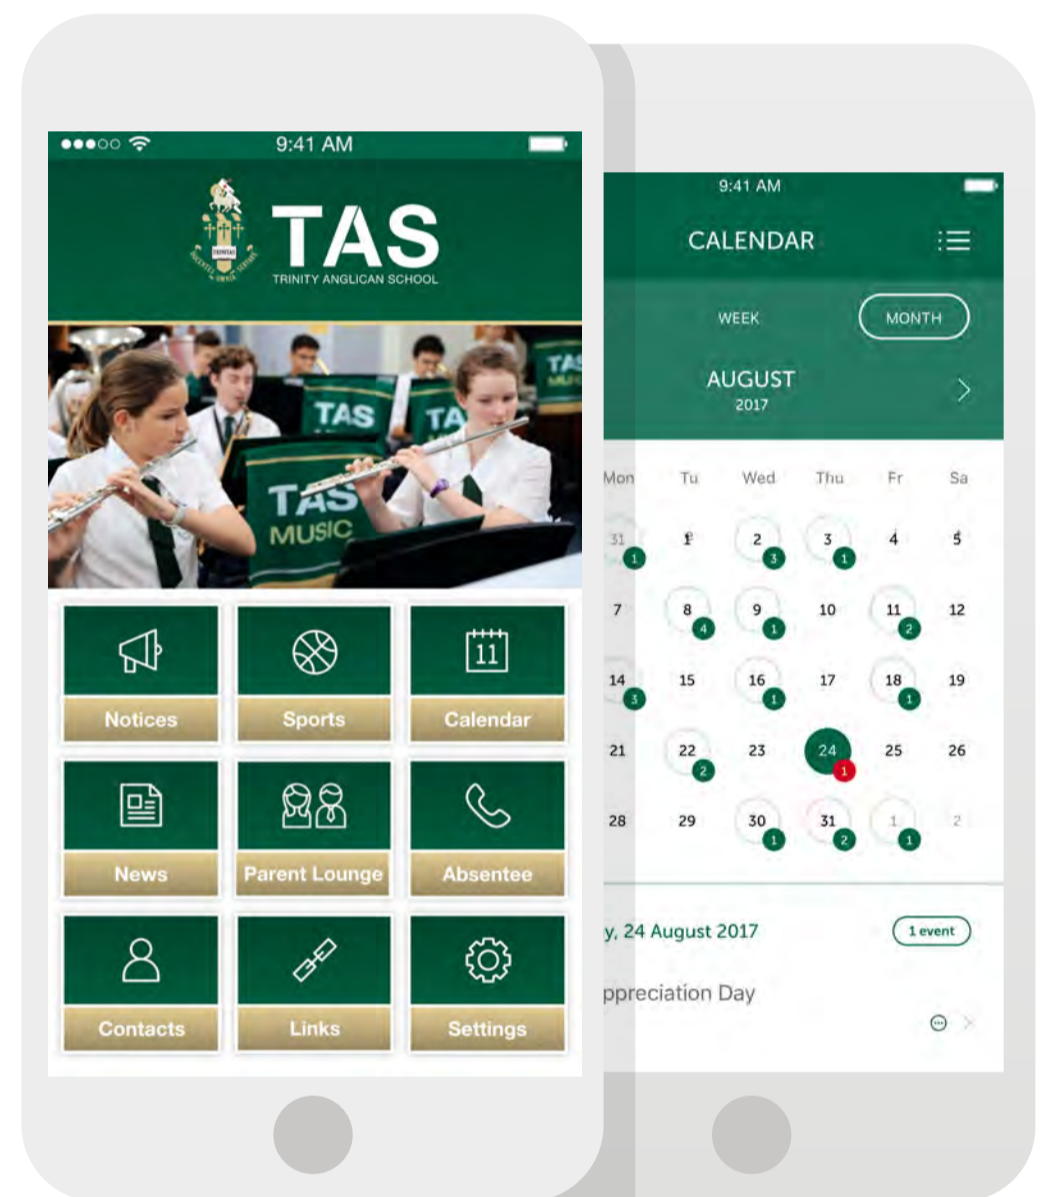 9:41 AM
TAS
TRINITY ANGLICAN SCHOOL
TAS
TAS
MUSIC
TA
TAS
MUSIC
11
Notices
Sports
Calendar
News
Parent Lounge
Absentee
Contacts
Links
Settings
9:41 AM
CALENDAR
WEEK
MONTH
AUGUST
2017
Mon Tu Wed Thu Fr Sa
31 1 1 2 3 3 1 4 5
7 8 4 9 1 10 11 2 12
14 3 15 16 1 17 18 1 19
21 22 2 23 24 1 25 26
28 29 30 1 31 2 1 1 2
y, 24 August 2017
1 event
ppreciation Day